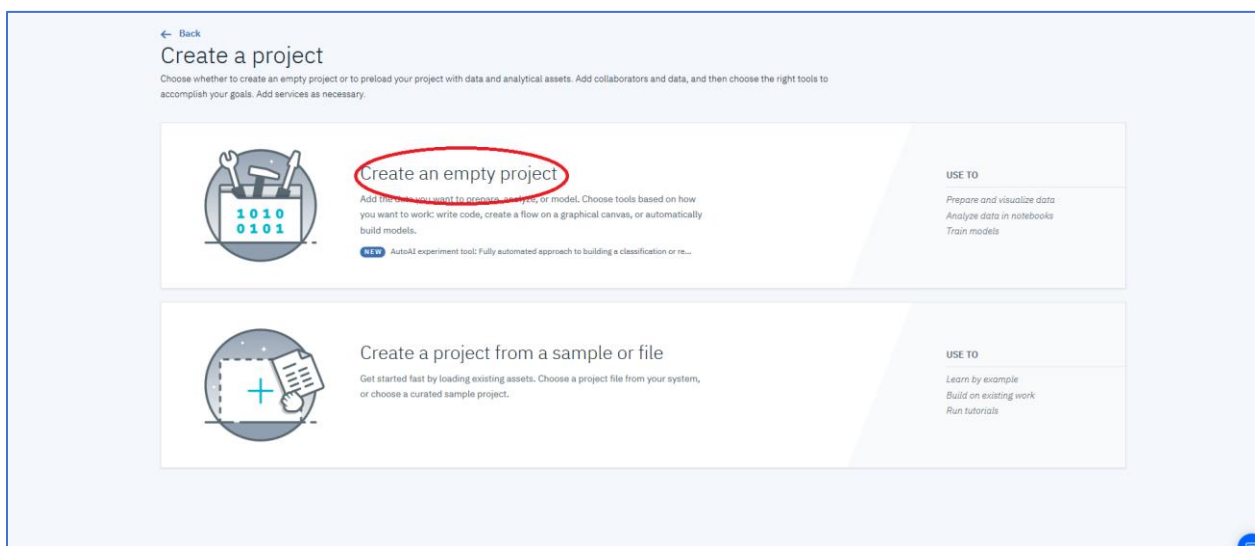 ← Back
Create a project
Choose whether to create an empty project or to preload your project with data and analytical assets. Add collaborators and data, and then choose the right tools to
accomplish your goals. Add services as necessary.
1010
0101
Create an empty project
Add the data you want to prepare, analyze, or model. Choose tools based on how
you want to work: write code, create a flow on a graphical canvas, or automatically
build models.
NEW AutoAI experiment tool: Fully automated approach to building a classification or re...
USE TO
Prepare and visualize data
Analyze data in notebooks
Train models
Create a project from a sample or file
Get started fast by loading existing assets. Choose a project file from your system,
or choose a curated sample project.
USE TO
Learn by example
Build on existing work
Run tutorials